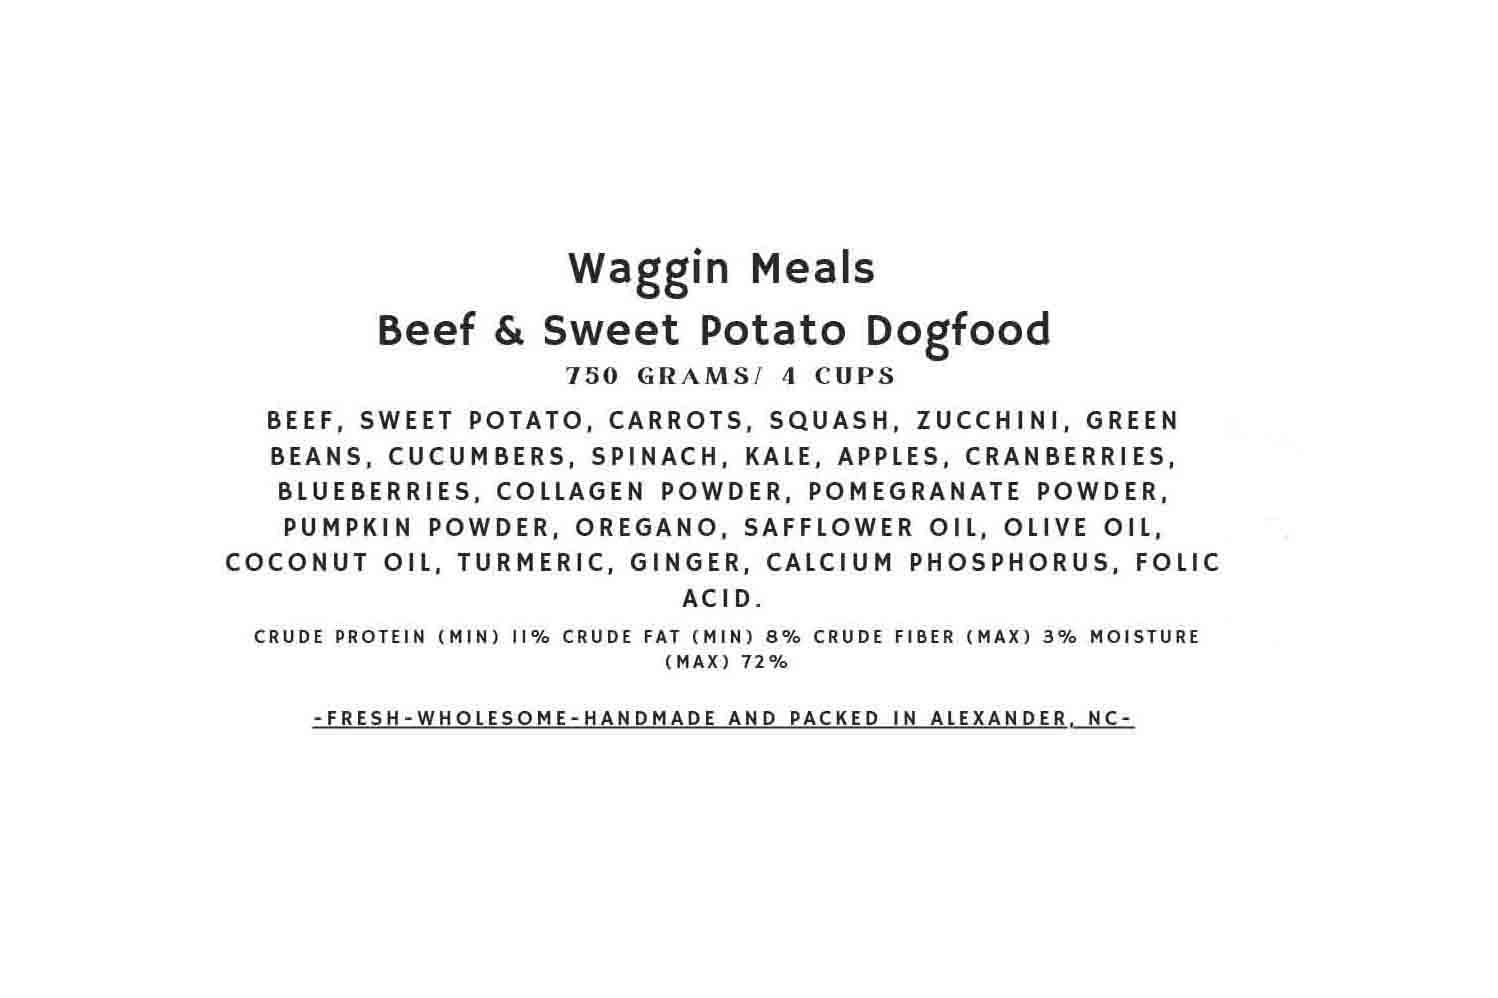 Waggin Meals
Beef & Sweet Potato Dogfood
750 GRAMS/ 4 CUPS
BEEF, SWEET POTATO, CARROTS, SQUASH, ZUCCHINI, GREEN
BEANS, CUCUMBERS, SPINACH, KALE, APPLES, CRANBERRIES,
BLUEBERRIES, COLLAGEN POWDER, POMEGRANATE POWDER,
PUMPKIN POWDER, OREGANO, SAFFLOWER OIL, OLIVE OIL,
COCONUT OIL, TURMERIC, GINGER, CALCIUM PHOSPHORUS, FOLIC
ACID.
CRUDE PROTEIN (MIN) 11% CRUDE FAT (MIN) 8% CRUDE FIBER (MAX) 3% MOISTURE
(MAX) 72%
-FRESH-WHOLESOME-HANDMADE AND PACKED IN ALEXANDER, NC-